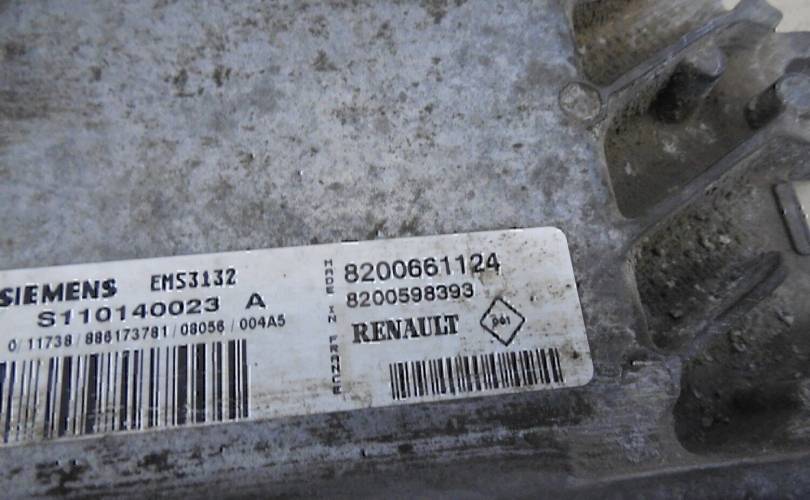 SIEMENS EMS3132
S110140023 A
0/11738/886173781/08056/004A5
MADE IN FRANCE
8200661124
8200598393
RENAULT